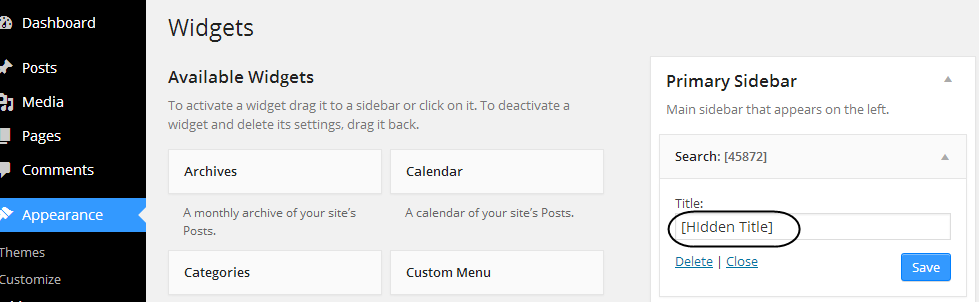 Dashboard
Posts
Media
Pages
Comments
Appearance
Themes
Customize
Widgets
Available Widgets
To activate a widget drag it to a sidebar or click on it. To deactivate a
widget and delete its settings, drag it back.
Archives
Calendar
A monthly archive of your site's
Posts.
A calendar of your site's Posts.
Categories
Custom Menu
Primary Sidebar
Main sidebar that appears on the left.
Search: [45872]
Title:
[HIdden Title]
Delete | Close
Save